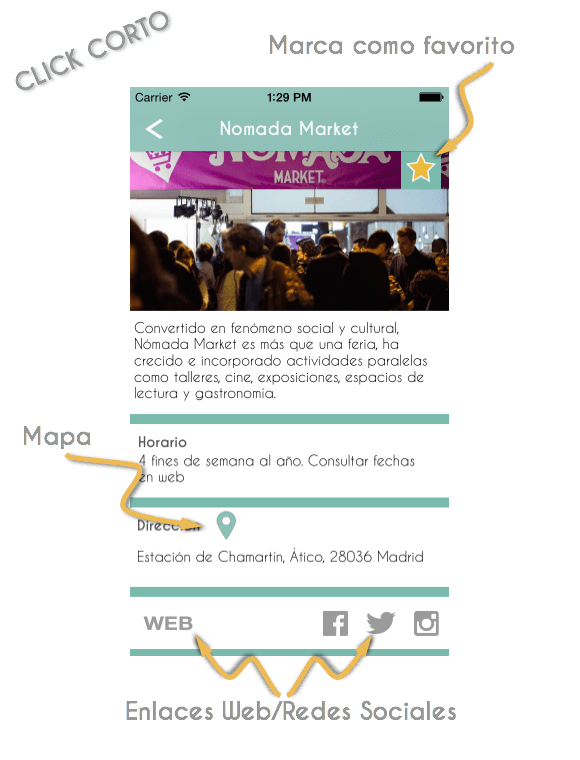 CLICK CORTO
Marca como favorito
Carrier 1:29 PM
Nomada Market
NOMADA
MARKET
Convertido en fenómeno social y cultural,
Nómada Market es más que una feria, ha
crecido e incorporado actividades paralelas
como talleres, cine, exposiciones, espacios de
lectura y gastronomía.
Mapa
Horario
4 fines de semana al año. Consultar fechas
en web
Dirección
Estación de Chamartín, Ático, 28036 Madrid
WEB
Enlaces Web/Redes Sociales